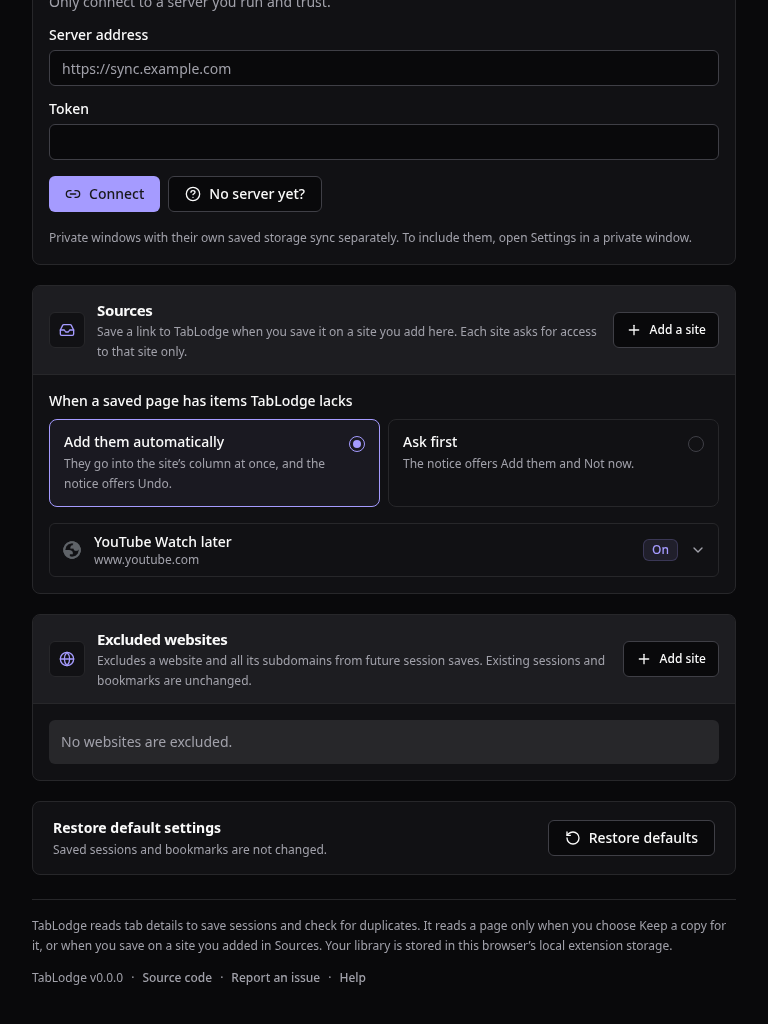 Only connect to a server you run and trust.
Server address
https://sync.example.com
Token
Connect
No server yet?
Private windows with their own saved storage sync separately. To include them, open Settings in a private window.
Sources
Save a link to TabLodge when you save it on a site you add here. Each site asks for access
to that site only.
Add a site
When a saved page has items TabLodge lacks
Add them automatically
They go into the site’s column at once, and the
notice offers Undo.
Ask first
The notice offers Add them and Not now.
YouTube Watch later
www.youtube.com
On
Excluded websites
Excludes a website and all its subdomains from future session saves. Existing sessions and
bookmarks are unchanged.
Add site
No websites are excluded.
Restore default settings
Saved sessions and bookmarks are not changed.
Restore defaults
TabLodge reads tab details to save sessions and check for duplicates. It reads a page only when you choose Keep a copy for
it, or when you save on a site you added in Sources. Your library is stored in this browser’s local extension storage.
TabLodge v0.0.0 · Source code · Report an issue · Help